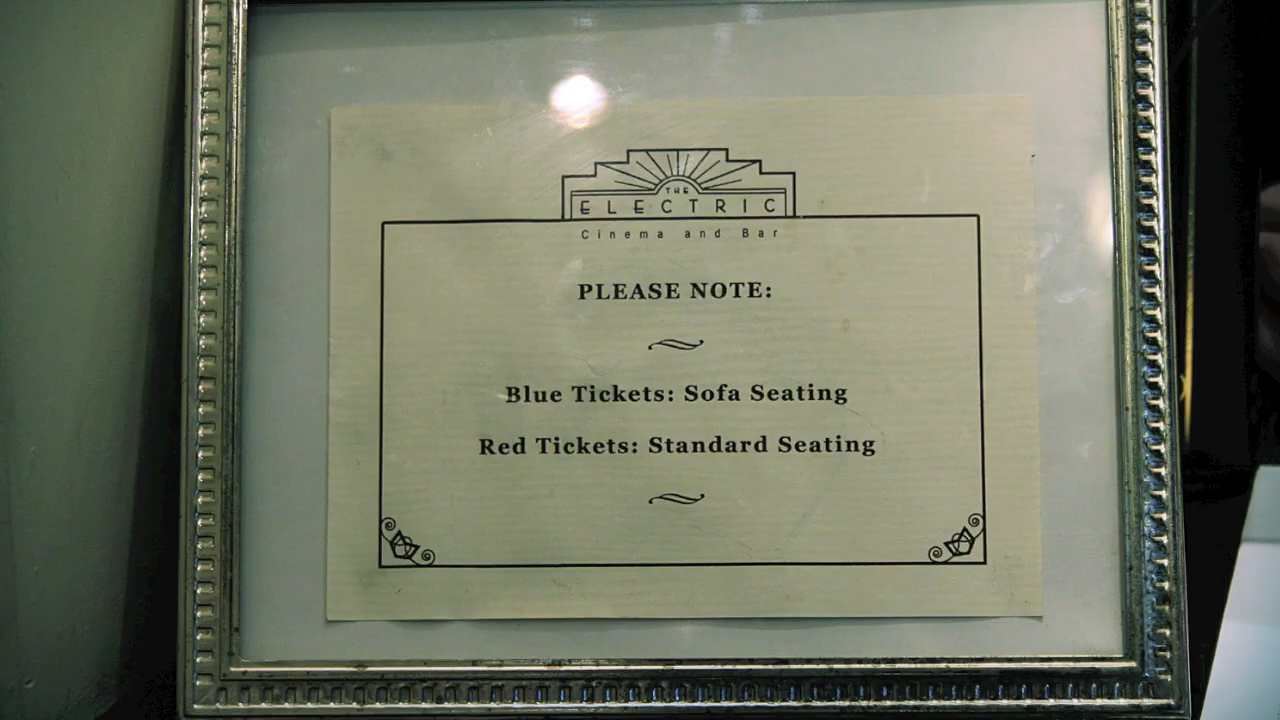 THE
ELECTRIC
Cinema and Bar
PLEASE NOTE:
Blue Tickets: Sofa Seating
Red Tickets: Standard Seating